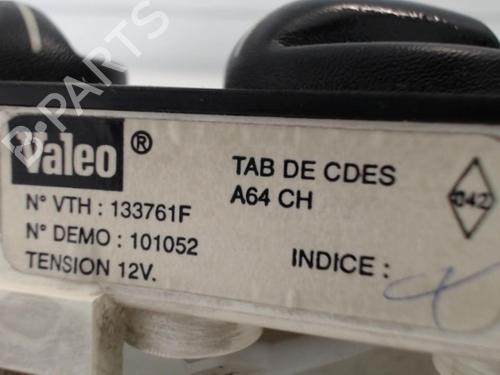 B-PARTS
Valeo ®
TAB DE CDES
A64 CH
N° VTH : 133761F
N° DEMO : 101052
TENSION 12V.
INDICE :
042